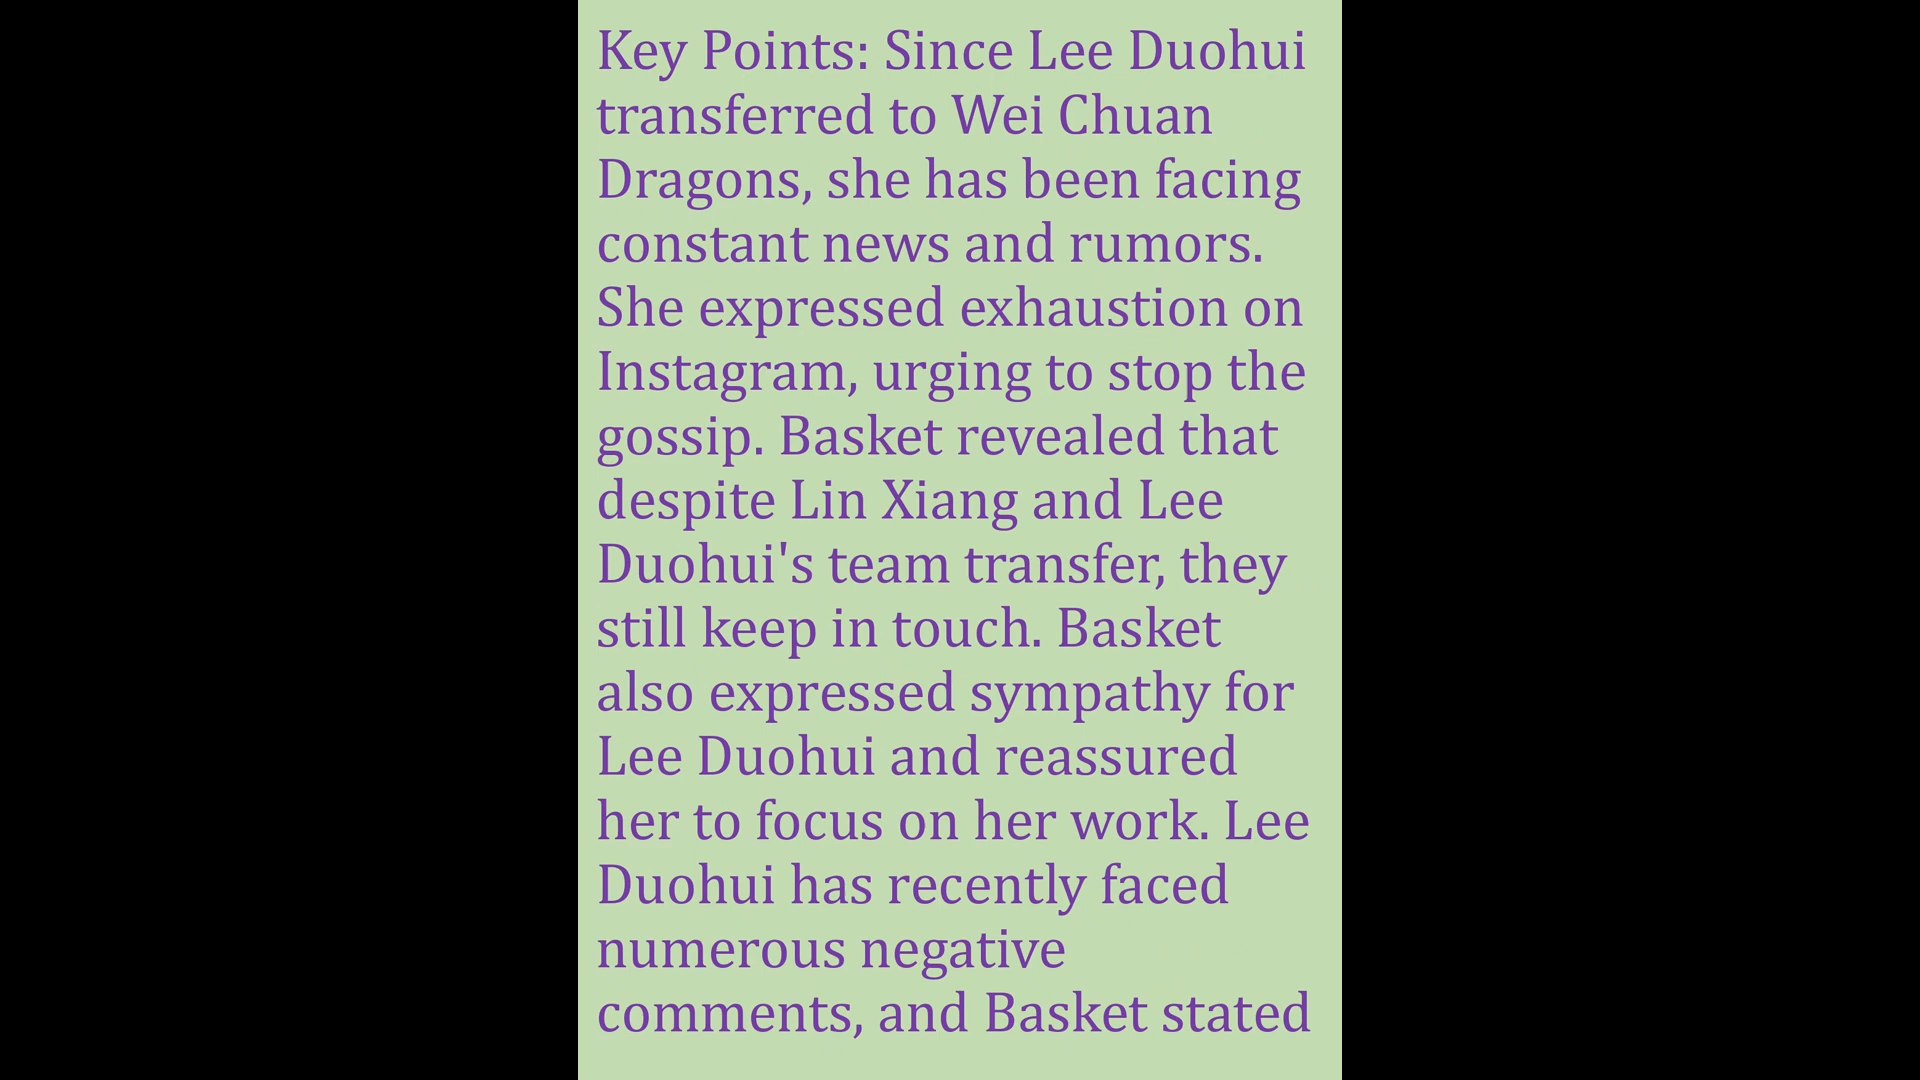 Key Points: Since Lee Duohui
transferred to Wei Chuan
Dragons, she has been facing
constant news and rumors.
She expressed exhaustion on
Instagram, urging to stop the
gossip. Basket revealed that
despite Lin Xiang and Lee
Duohui's team transfer, they
still keep in touch. Basket
also expressed sympathy for
Lee Duohui and reassured
her to focus on her work. Lee
Duohui has recently faced
numerous negative
comments, and Basket stated